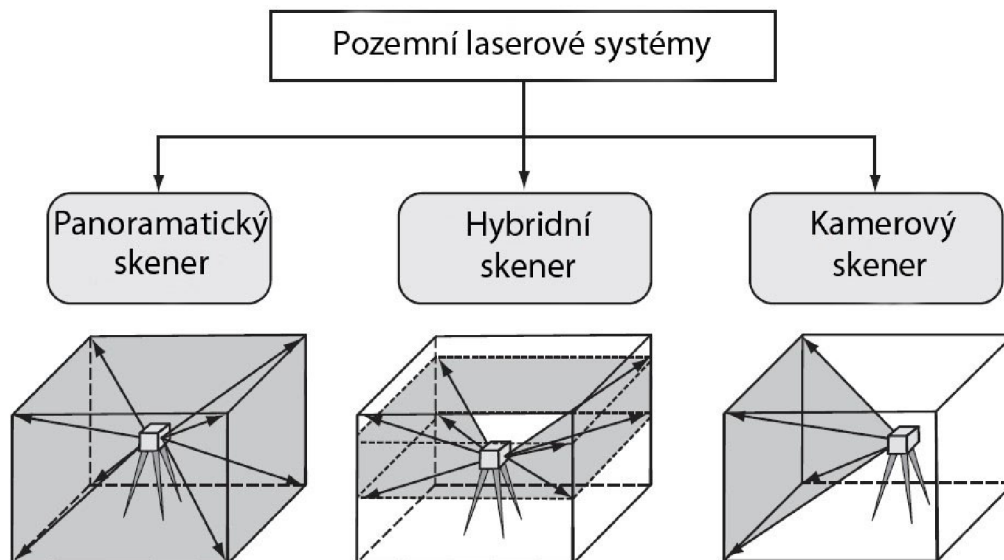 Pozemní laserové systémy
Panoramatický
skener
Hybridní
skener
Kamerový
skener